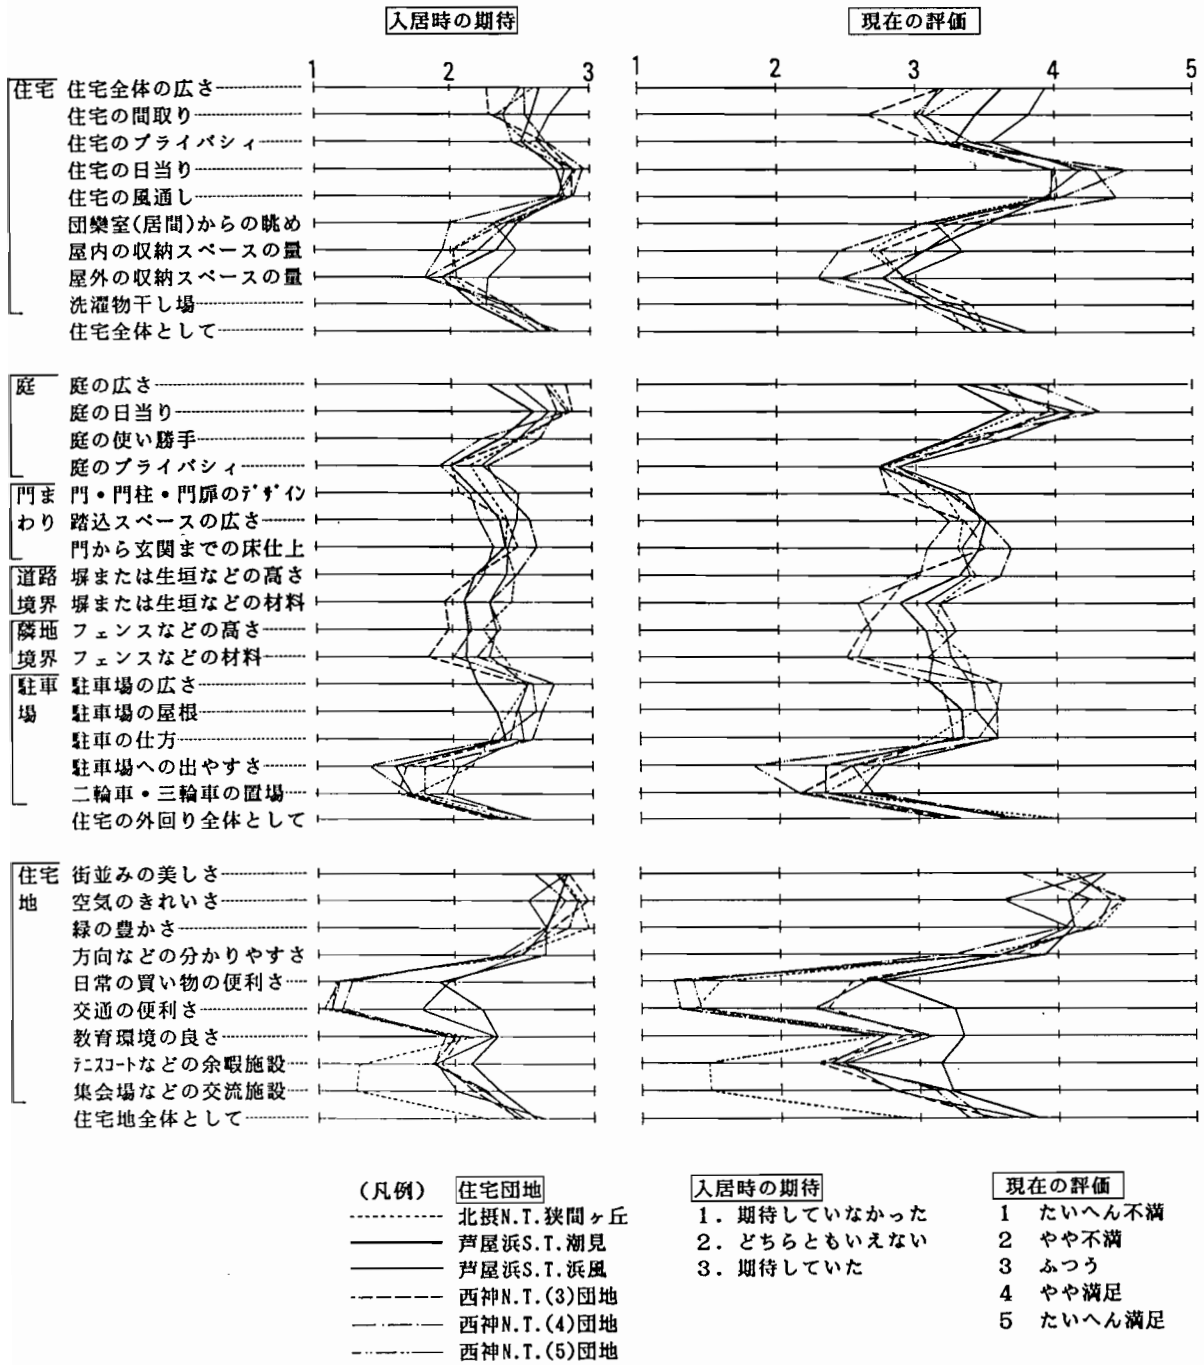 入居時の期待 現在の評価
1 2 3 1 2 3 4 5
住宅 住宅全体の広さ
住宅の間取り
住宅のプライバシィ
住宅の日当り
住宅の風通し
団欒室(居間)からの眺め
屋内の収納スペースの量
屋外の収納スペースの量
洗濯物干し場
住宅全体として
庭 庭の広さ
庭の日当り
庭の使い勝手
庭のプライバシィ
門ま 門・門柱・門扉のデザイン
わり 踏込スペースの広さ
門から玄関までの床仕上
道路 塀または生垣などの高さ
境界 塀または生垣などの材料
隣地 フェンスなどの高さ
境界 フェンスなどの材料
駐車 駐車場の広さ
場 駐車場の屋根
駐車の仕方
駐車場への出やすさ
二輪車・三輪車の置場
住宅の外回り全体として
住宅 街並みの美しさ
地 空気のきれいさ
緑の豊かさ
方向などの分かりやすさ
日常の買い物の便利さ
交通の便利さ
教育環境の良さ
テニスコートなどの余暇施設
集会場などの交流施設
住宅地全体として
(凡例) 住宅団地 入居時の期待 現在の評価
北摂N.T.狭間ヶ丘 1.期待していなかった 1 たいへん不満
芦屋浜S.T.潮見 2.どちらともいえない 2 やや不満
芦屋浜S.T.浜風 3.期待していた 3 ふつう
西神N.T.(3)団地 4 やや満足
西神N.T.(4)団地 5 たいへん満足
西神N.T.(5)団地